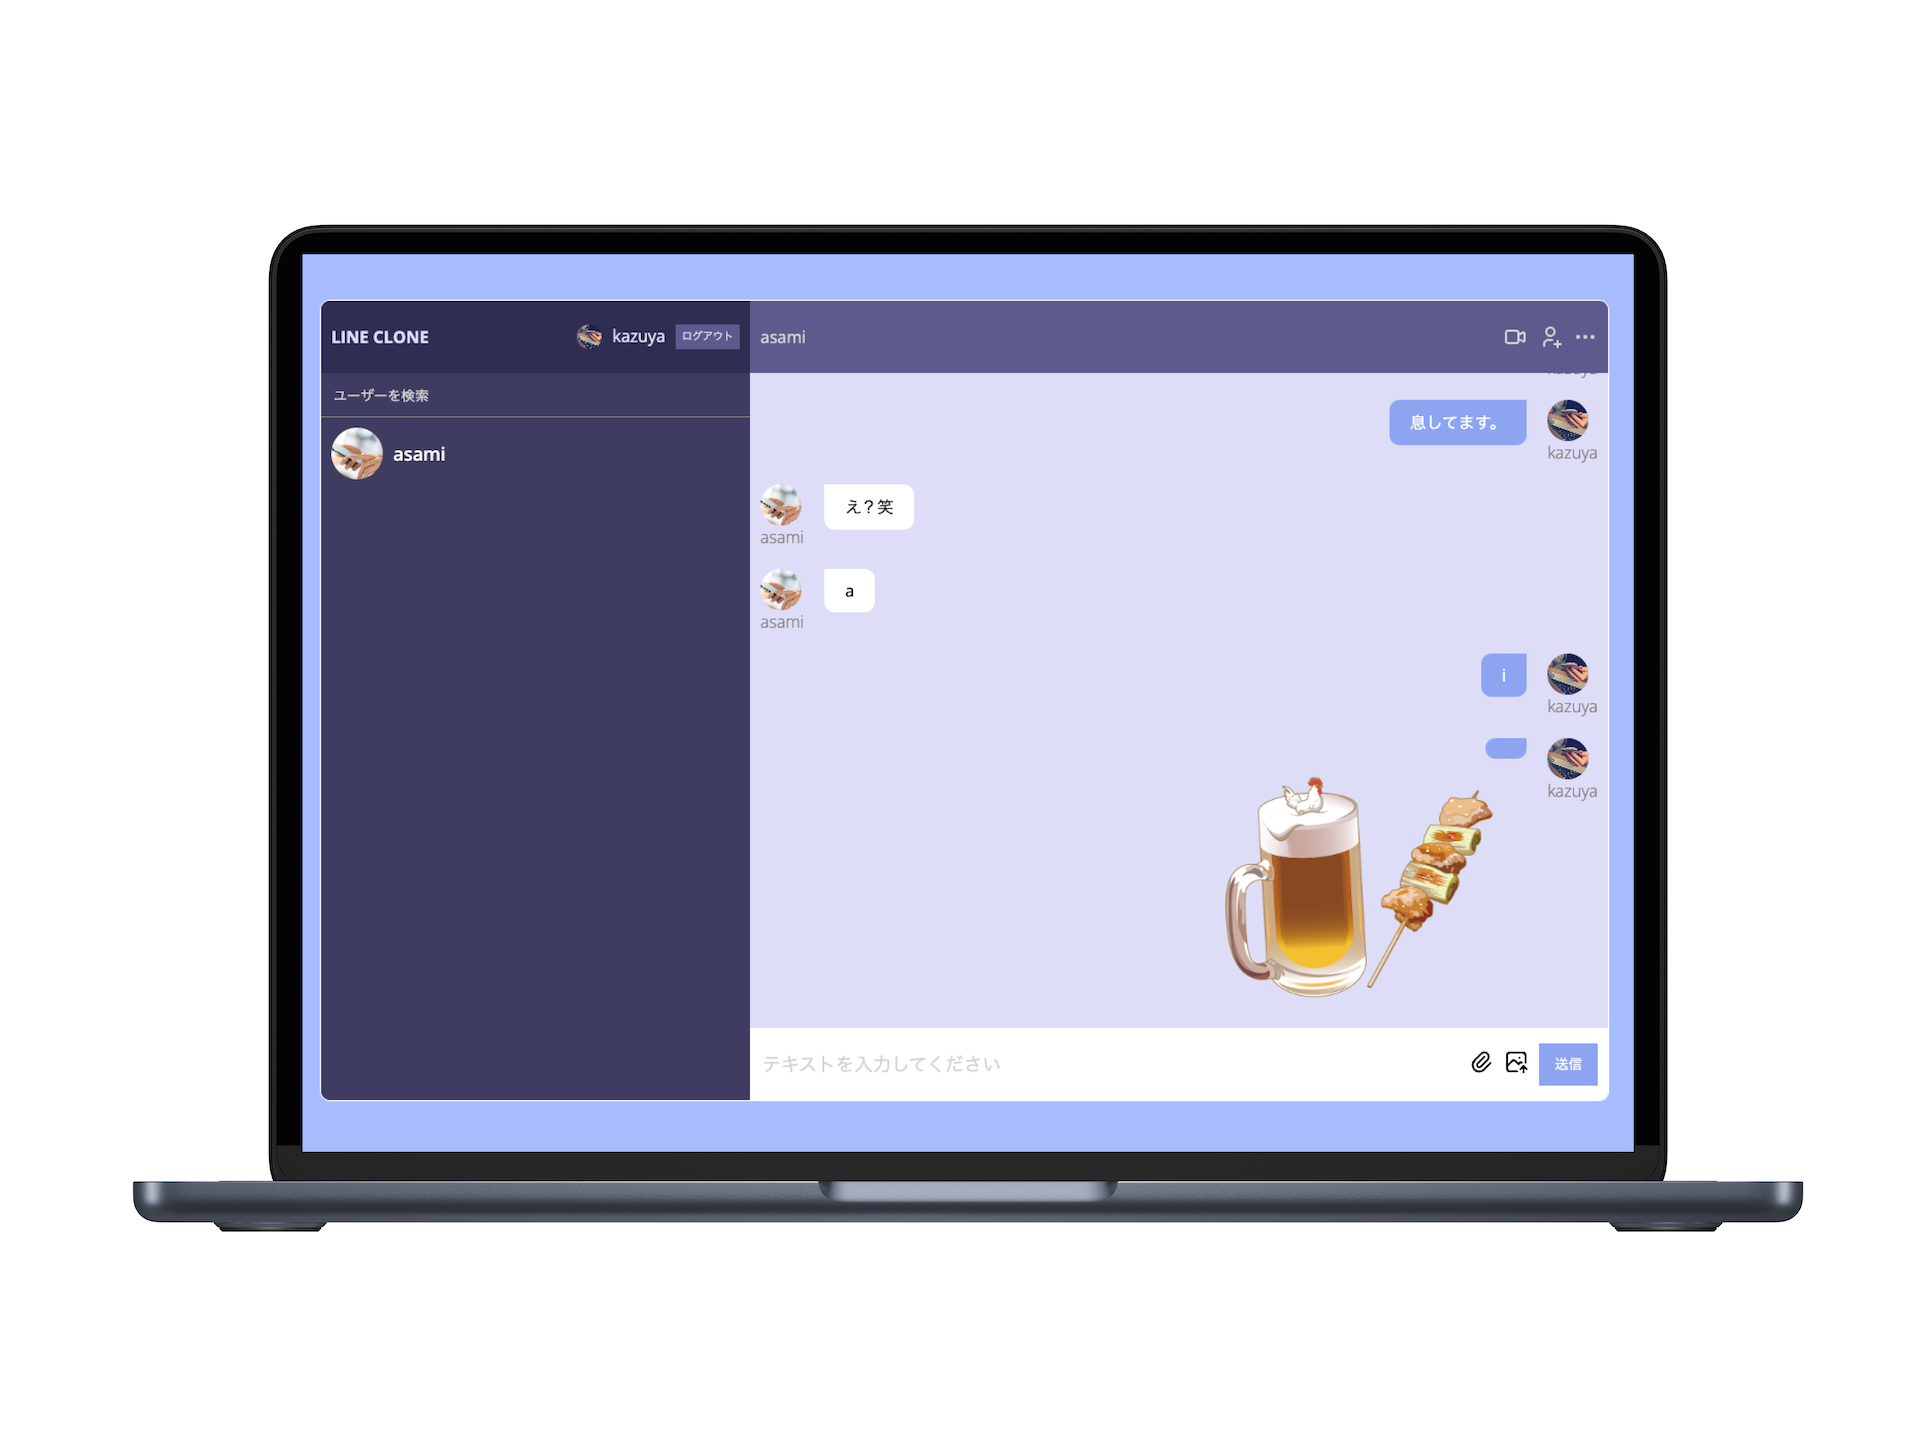 LINE CLONE
kazuya
ログアウト
asami
ユーザーを検索
asami
息してます。
kazuya
え？笑
asami
a
asami
i
kazuya
kazuya
テキストを入力してください
送信